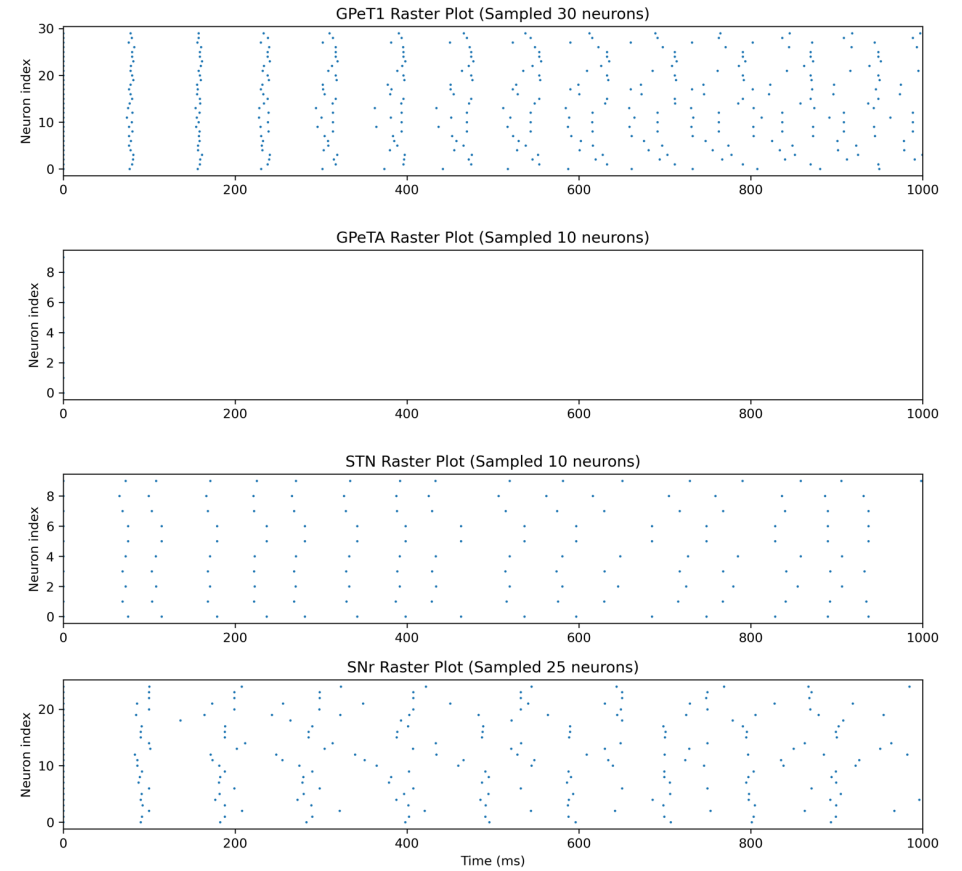 GPeT1 Raster Plot (Sampled 30 neurons)
Neuron index
30
20
10
0
0 200 400 600 800 1000
GPeTA Raster Plot (Sampled 10 neurons)
Neuron index
8
6
4
2
0
0 200 400 600 800 1000
STN Raster Plot (Sampled 10 neurons)
Neuron index
8
6
4
2
0
0 200 400 600 800 1000
SNr Raster Plot (Sampled 25 neurons)
Neuron index
20
10
0
0 200 400 600 800 1000
Time (ms)